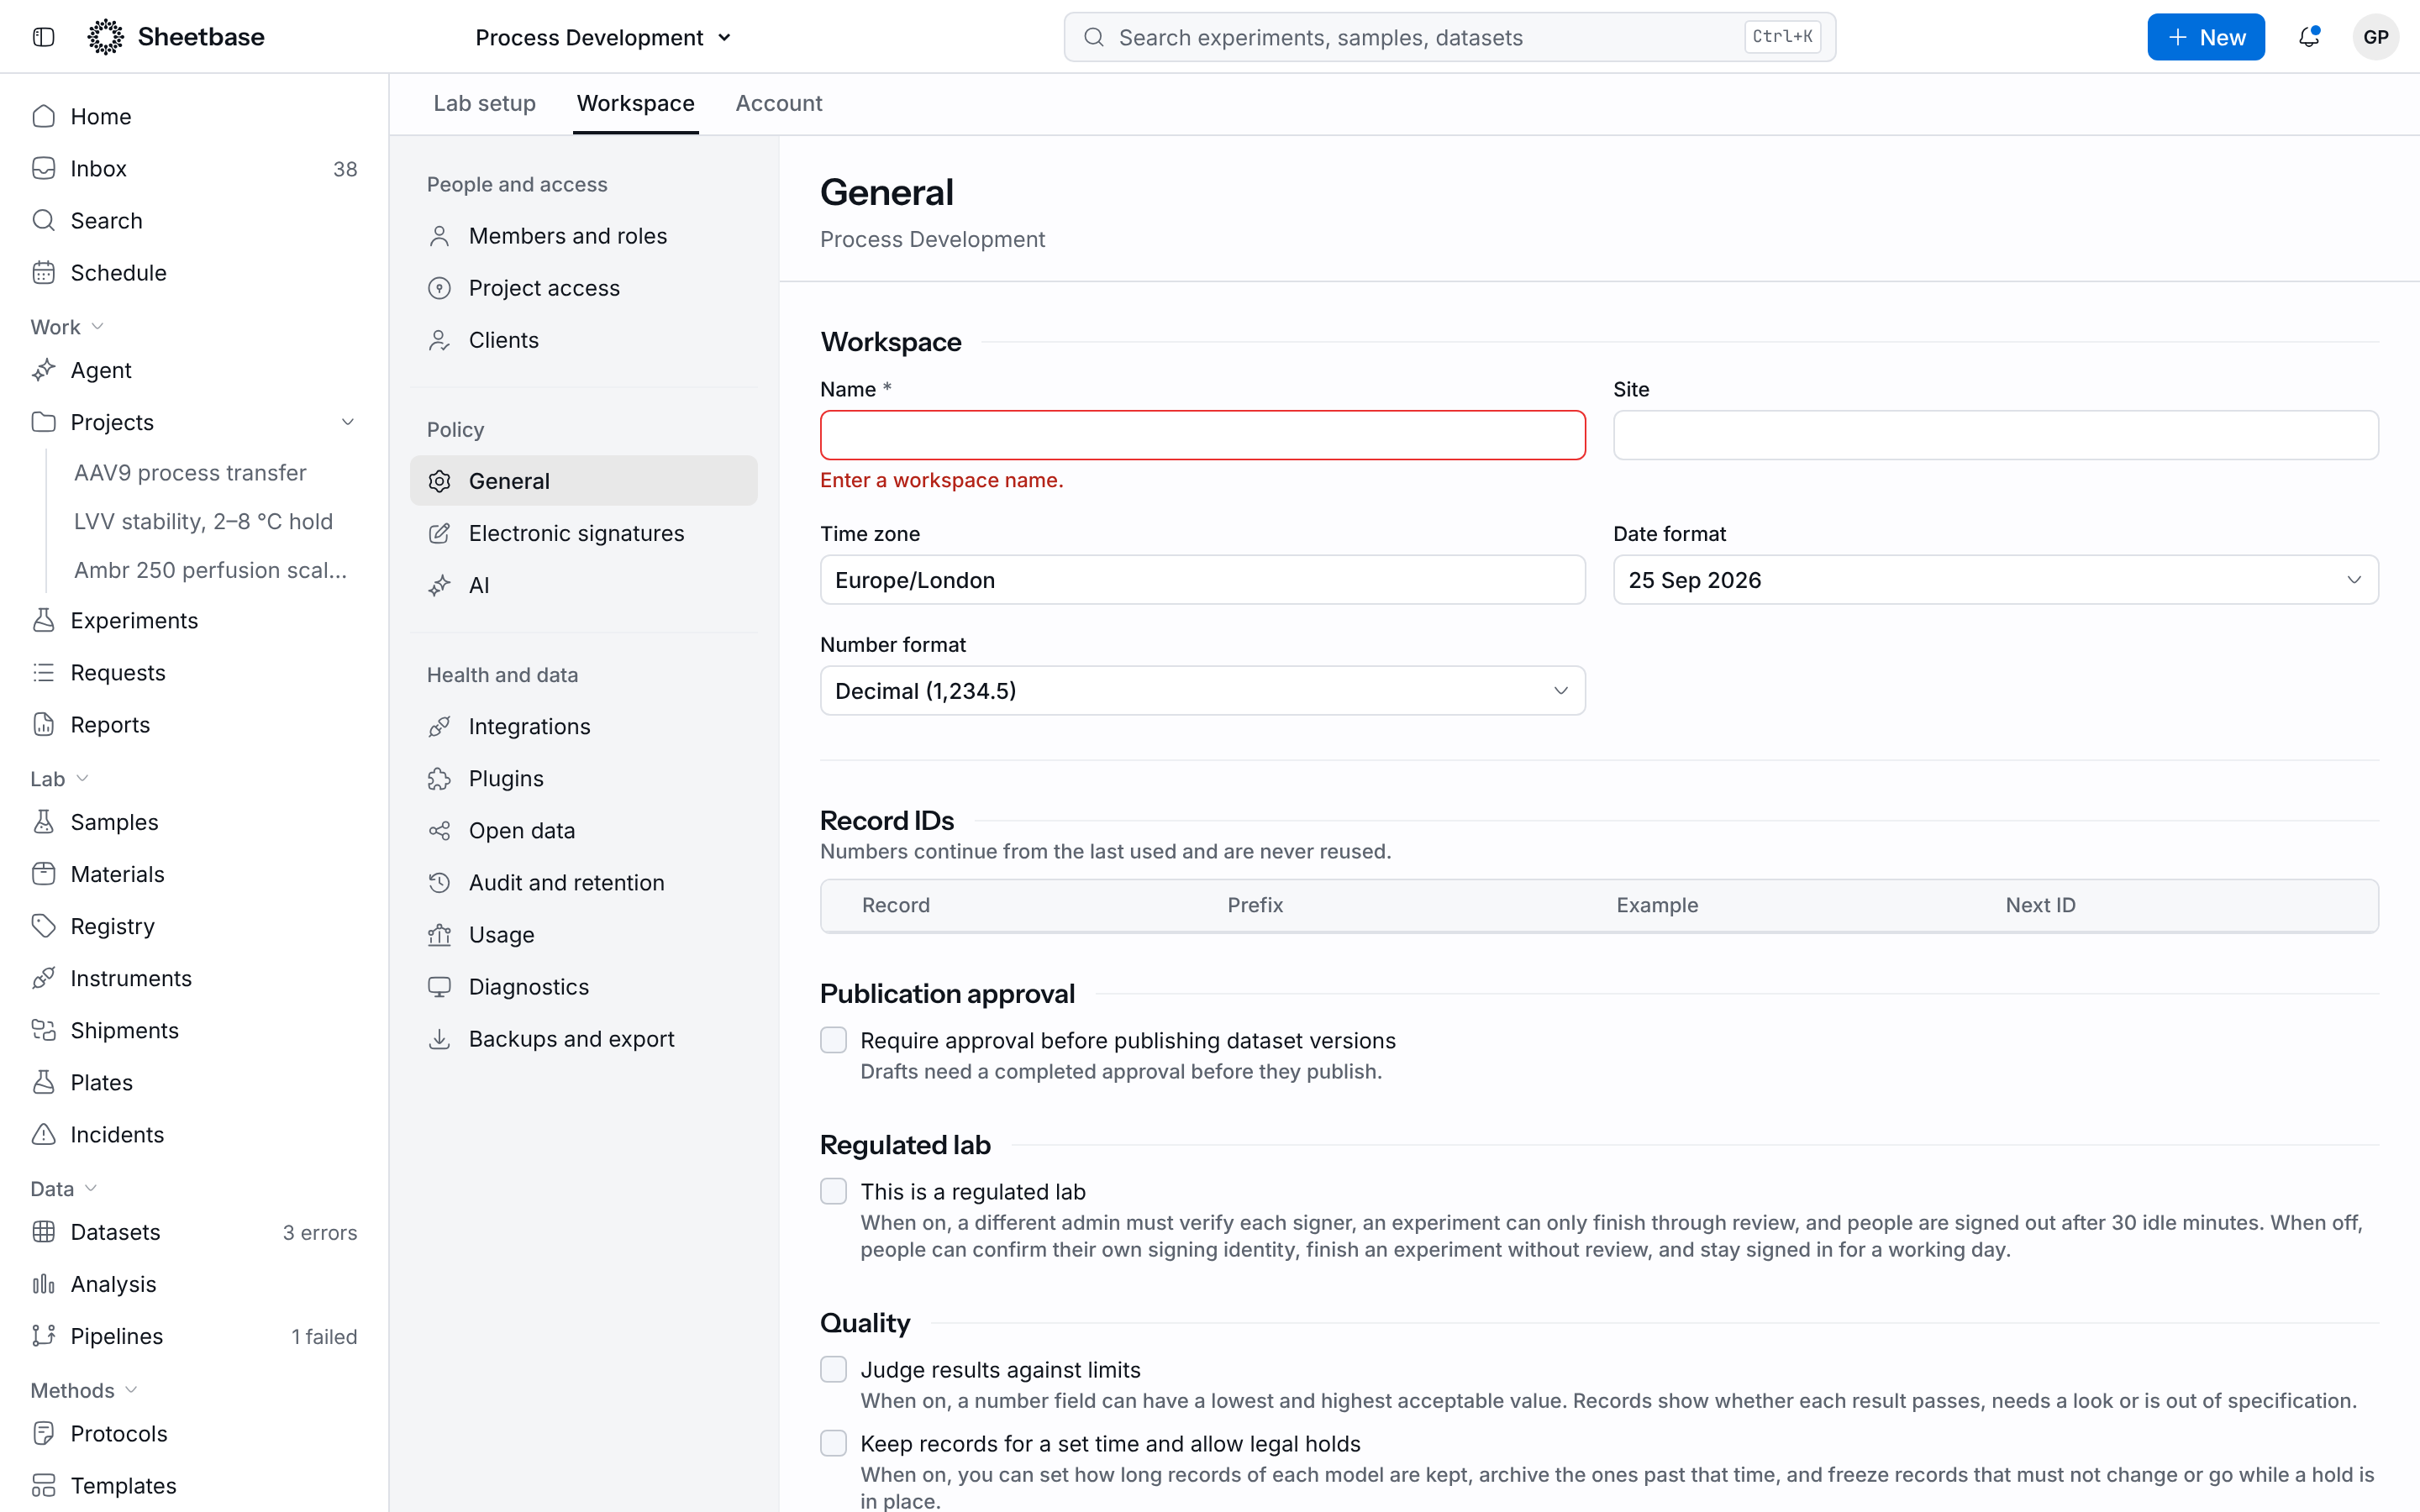 Sheetbase
Process Development
Search experiments, samples, datasets
Ctrl+K
New
GP
Home
Inbox 38
Search
Schedule
Work
Agent
Projects
AAV9 process transfer
LVV stability, 2–8 °C hold
Ambr 250 perfusion scal...
Experiments
Requests
Reports
Lab
Samples
Materials
Registry
Instruments
Shipments
Plates
Incidents
Data
Datasets 3 errors
Analysis
Pipelines 1 failed
Methods
Protocols
Templates
Lab setup Workspace Account
People and access
Members and roles
Project access
Clients
Policy
General
Electronic signatures
AI
Health and data
Integrations
Plugins
Open data
Audit and retention
Usage
Diagnostics
Backups and export
General
Process Development
Workspace
Name * Site
Enter a workspace name.
Time zone Date format
Europe/London 25 Sep 2026
Number format
Decimal (1,234.5)
Record IDs
Numbers continue from the last used and are never reused.
Record Prefix Example Next ID
Publication approval
Require approval before publishing dataset versions
Drafts need a completed approval before they publish.
Regulated lab
This is a regulated lab
When on, a different admin must verify each signer, an experiment can only finish through review, and people are signed out after 30 idle minutes. When off,
people can confirm their own signing identity, finish an experiment without review, and stay signed in for a working day.
Quality
Judge results against limits
When on, a number field can have a lowest and highest acceptable value. Records show whether each result passes, needs a look or is out of specification.
Keep records for a set time and allow legal holds
When on, you can set how long records of each model are kept, archive the ones past that time, and freeze records that must not change or go while a hold is
in place.